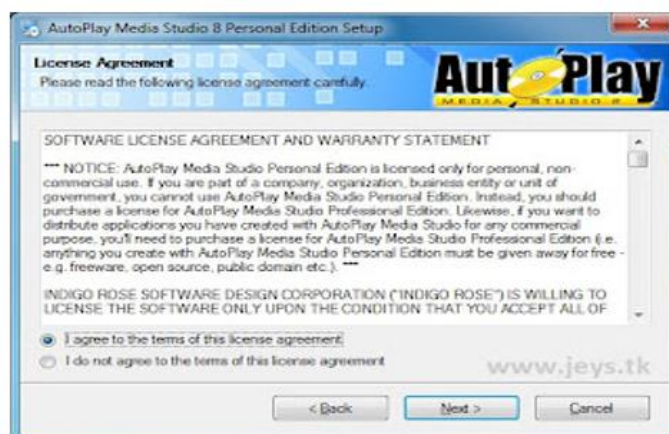 AutoPlay Media Studio 8 Personal Edition Setup
License Agreement
Please read the following license agreement carefully.
AutoPlay
MEDIA STUDIO 8
SOFTWARE LICENSE AGREEMENT AND WARRANTY STATEMENT
*** NOTICE: AutoPlay Media Studio Personal Edition is licensed only for personal, non-
commercial use. If you are part of a company, organization, business entity or unit of
government, you cannot use AutoPlay Media Studio Personal Edition. Instead, you should
purchase a license for AutoPlay Media Studio Professional Edition. Likewise, if you want to
distribute applications you have created with AutoPlay Media Studio for any commercial
purpose, you'll need to purchase a license for AutoPlay Media Studio Professional Edition (i.e.
anything you create with AutoPlay Media Studio Personal Edition must be given away for free -
e.g. freeware, open source, public domain etc.). ***
INDIGO ROSE SOFTWARE DESIGN CORPORATION ("INDIGO ROSE") IS WILLING TO
LICENSE THE SOFTWARE ONLY UPON THE CONDITION THAT YOU ACCEPT ALL OF
I agree to the terms of this license agreement
I do not agree to the terms of this license agreement
www.jeys.tk
< Back
Next >
Cancel